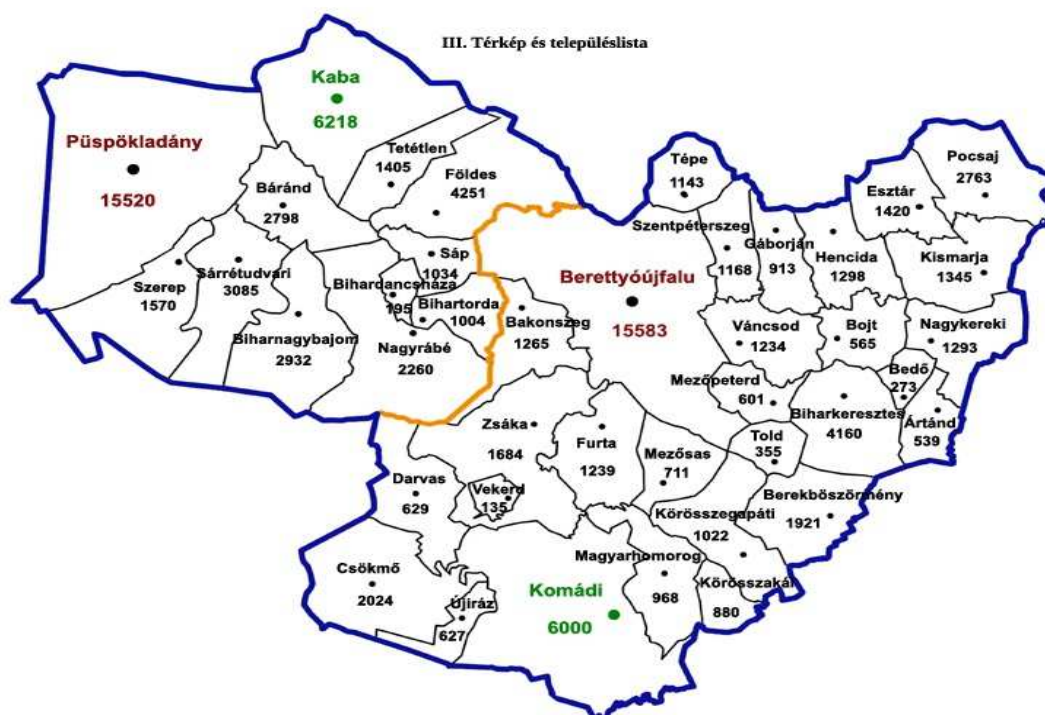 III. Térkép és településlista
Kaba
6218
Püspökladány
15520
Tetétlen
1405
Földes
4251
Báránd
2798
Sáp
1034
Szerep
1570
Sárrétudvari
3085
Bihardancsháza
195
Bihartorda
1004
Biharnagybajom
2932
Nagyrábé
2260
Bakonszeg
1265
Berettyóújfalu
15583
Tépe
1143
Szentpéterszeg
1168
Gáborján
913
Hencida
1298
Esztár
1420
Pocsaj
2763
Kismarja
1345
Váncsod
1234
Bojt
565
Nagykereki
1293
Mezőpeterd
601
Bedő
273
Biharkeresztes
4160
Ártánd
539
Zsáka
1684
Furta
1239
Mezősas
711
Told
355
Darvas
629
Vekerd
135
Berekböszörmény
1921
Körösszegapáti
1022
Csökmő
2024
Újiráz
627
Magyarhomorog
968
Körösszakál
880
Komádi
6000